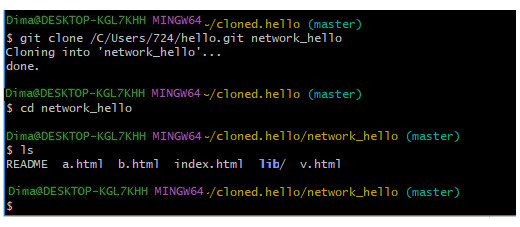 Dima@DESKTOP-KGL7KHH MINGW64 ~/cloned.hello (master)
$ git clone /C/Users/724/hello.git network_hello
Cloning into 'network_hello'...
done.
Dima@DESKTOP-KGL7KHH MINGW64 ~/cloned.hello (master)
$ cd network_hello
Dima@DESKTOP-KGL7KHH MINGW64 ~/cloned.hello/network_hello (master)
$ ls
README  a.html  b.html  index.html  lib/  v.html
Dima@DESKTOP-KGL7KHH MINGW64 ~/cloned.hello/network_hello (master)
$